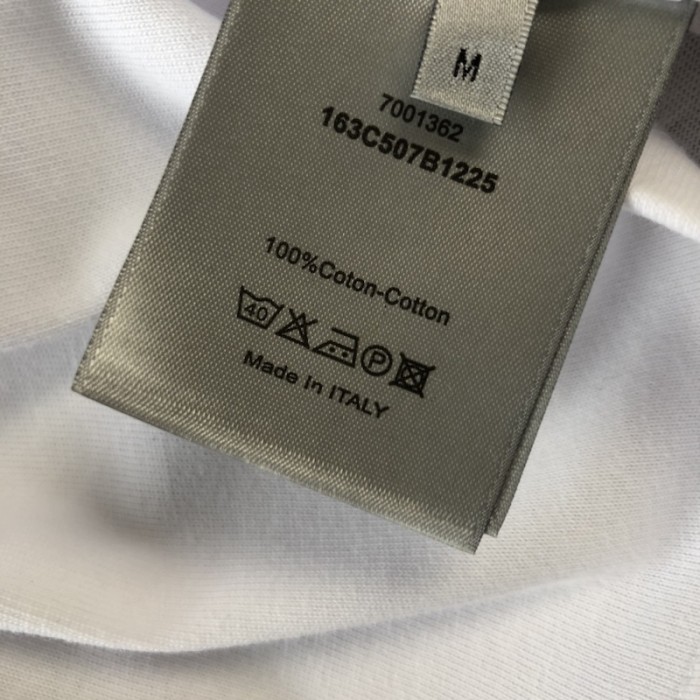 M
7001362
163C507B1225
100%Coton-Cotton
40 P
Made in ITALY